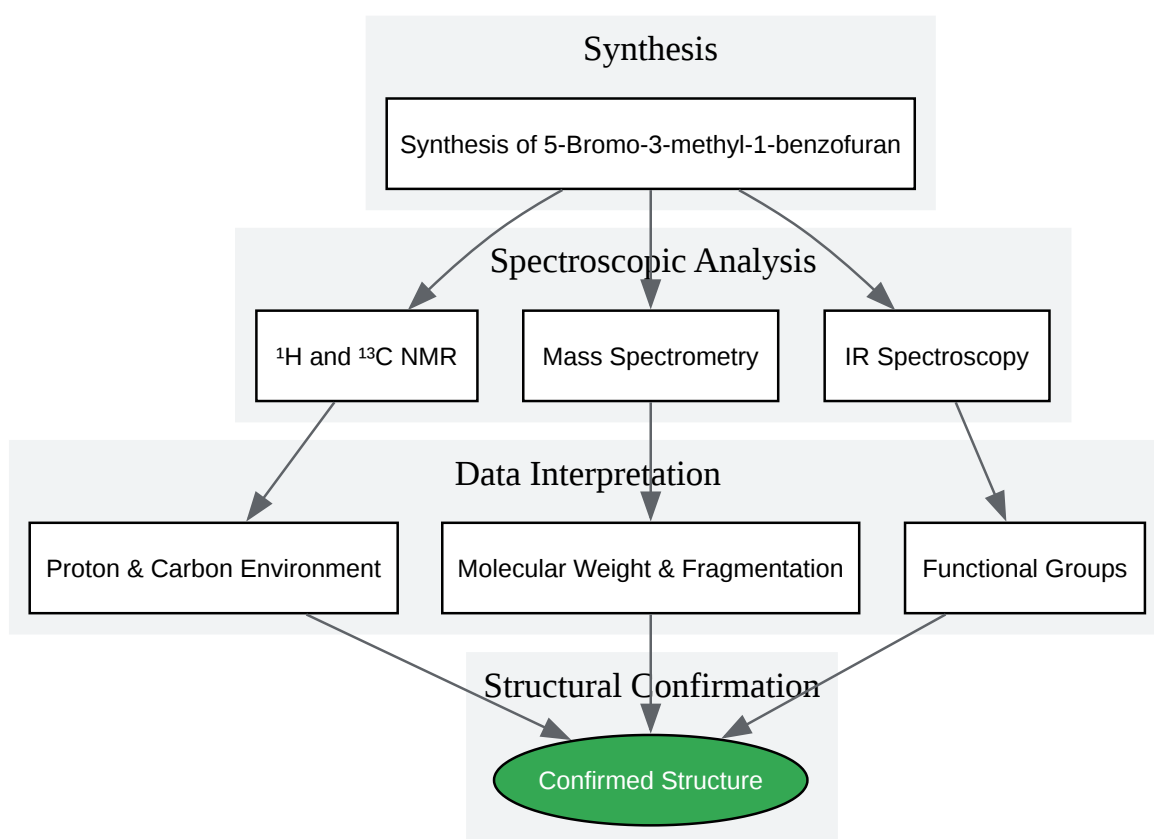 Synthesis
Synthesis of 5-Bromo-3-methyl-1-benzofuran
Spectroscopic Analysis
¹H and ¹³C NMR
Mass Spectrometry
IR Spectroscopy
Data Interpretation
Proton & Carbon Environment
Molecular Weight & Fragmentation
Functional Groups
Structural Confirmation
Confirmed Structure